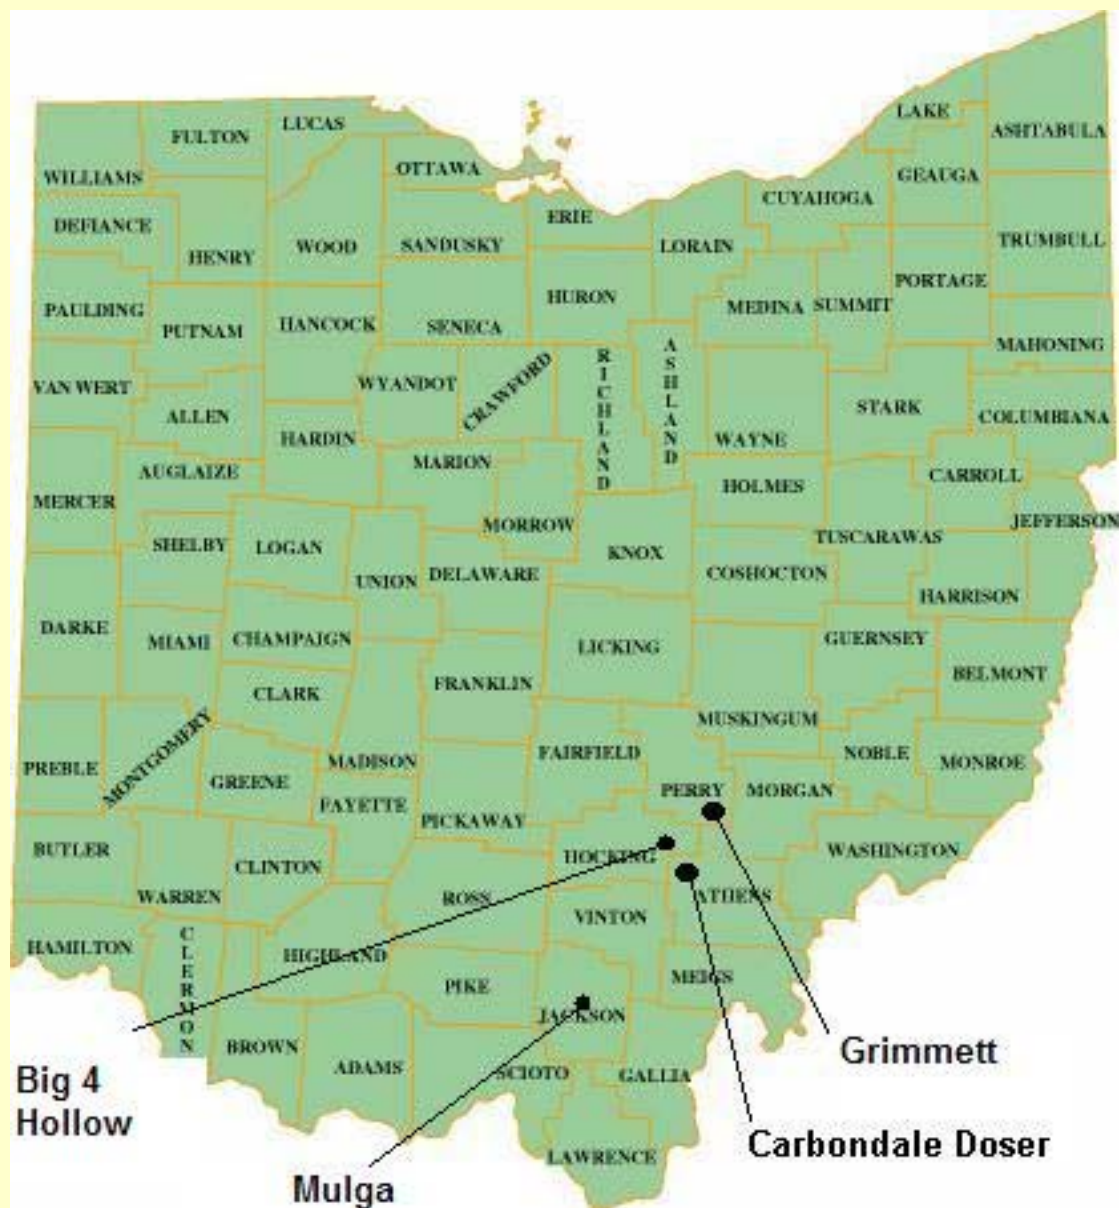 LAKE
LUCAS
FULTON
ASHTABULA
OTTAWA
GEAUGA
WILLIAMS
CUYAHOGA
ERIE
DEFIANCE
SANDUSKY
WOOD
LORAIN
TRUMBULL
HENRY
PORTAGE
HURON
MEDINA
SUMMIT
PAULDING
PUTNAM
HANCOCK
SENECA
MAHONING
VAN WERT
WYANDOT
CRAWFORD
RICHLAND
ASHLAND
STARK
ALLEN
COLUMBIANA
HARDIN
WAYNE
MARION
AUGLAIZE
CARROLL
HOLMES
MERCER
JEFFERSON
MORROW
SHELBY
LOGAN
TUSCARAWAS
KNOX
DELAWARE
COSHOCTON
UNION
HARRISON
DARKE
MIAMI
CHAMPAIGN
GUERNSEY
LICKING
BELMONT
FRANKLIN
CLARK
MUSKINGUM
MONTGOMERY
FAIRFIELD
NOBLE
MONROE
MADISON
PREBLE
GREENE
PERRY
MORGAN
FAYETTE
PICKAWAY
BUTLER
HOCKING
WASHINGTON
CLINTON
WARREN
ROSS
ATHENS
VINTON
HAMILTON
CLERMON
HIGHLAND
MEIGS
PIKE
JACKSON
BROWN
ADAMS
SCIOTO
GALLIA
LAWRENCE
Grimmett
Big 4
Hollow
Carbondale Doser
Mulga